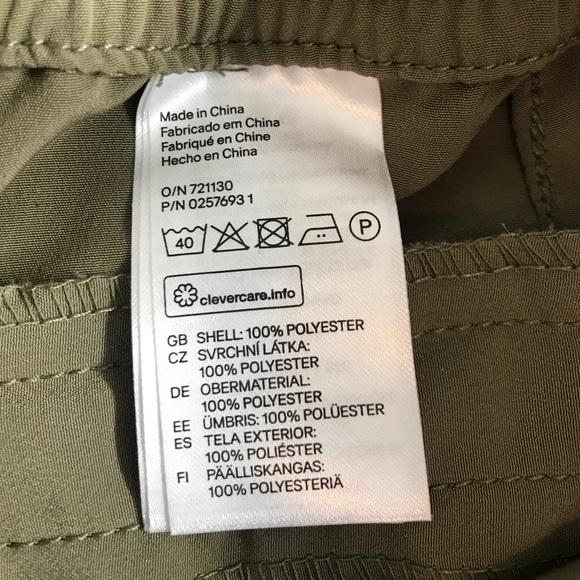 Made in China
Fabricado em China
Fabriqué en Chine
Hecho en China
O/N 721130
P/N 0257693 1
40 P
clevercare.info
GB SHELL: 100% POLYESTER
CZ SVRCHNÍ LÁTKA:
100% POLYESTER
DE OBERMATERIAL:
100% POLYESTER
EE ÜMBRIS: 100% POLÜESTER
ES TELA EXTERIOR:
100% POLIÉSTER
FI PÄÄLLISKANGAS:
100% POLYESTERIÄ